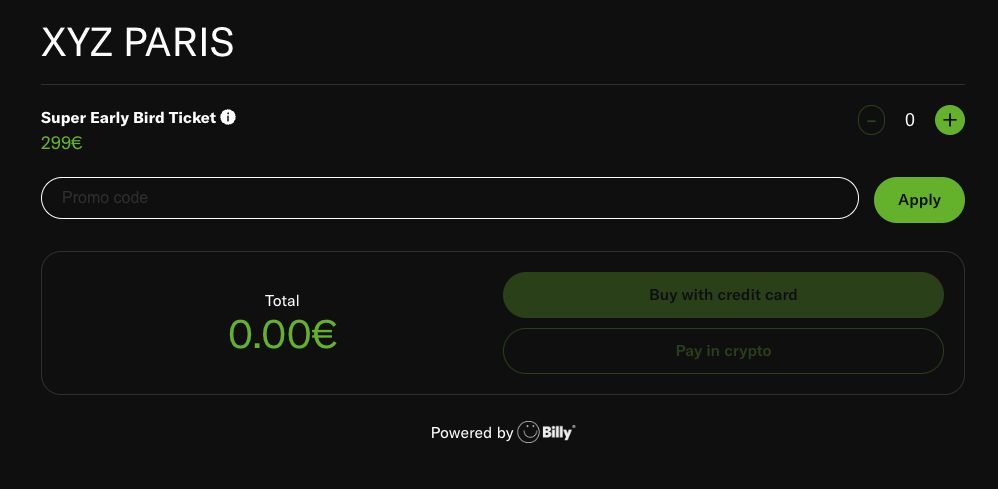 XYZ PARIS
Super Early Bird Ticket
299€
- 0 +
Promo code
Apply
Total
0.00€
Buy with credit card
Pay in crypto
Powered by Billy